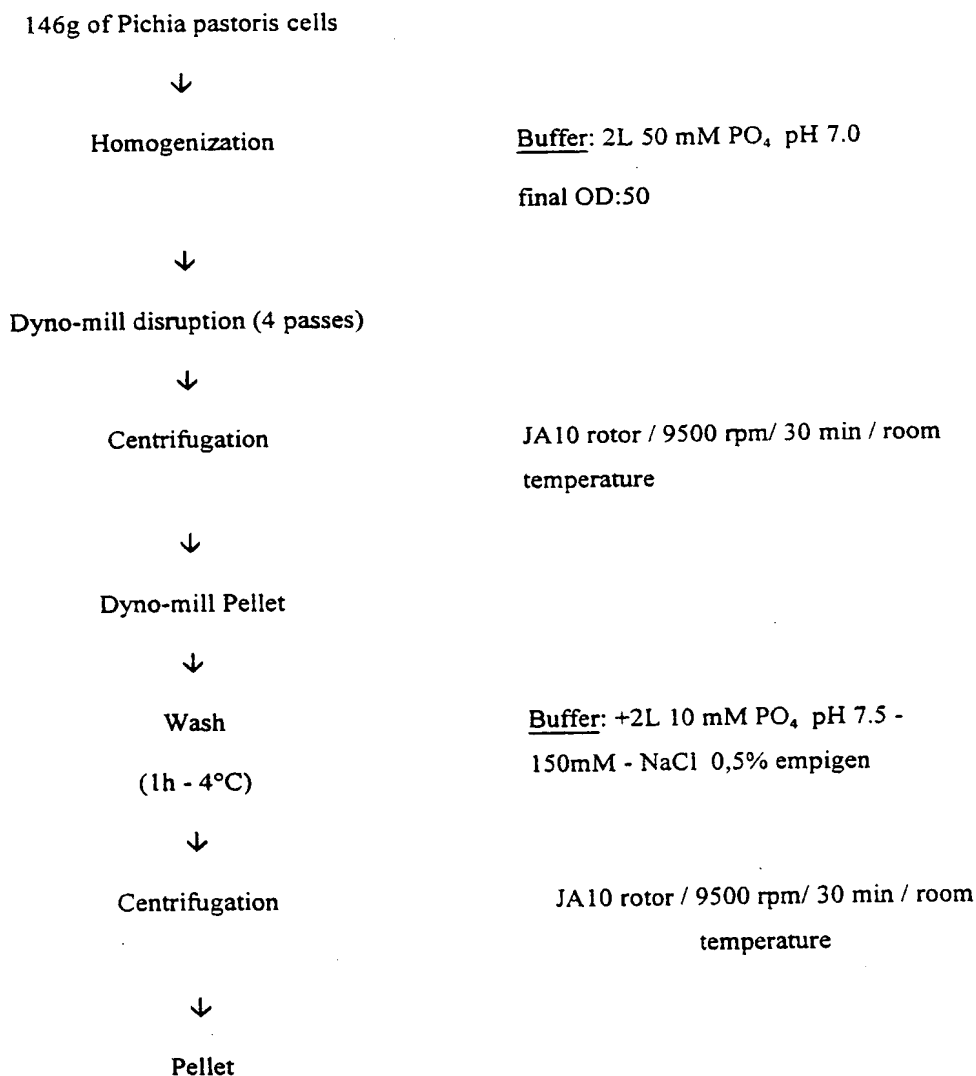 146g of Pichia pastoris cells
↓
Homogenization
Buffer: 2L 50 mM PO₄ pH 7.0
final OD:50
↓
Dyno-mill disruption (4 passes)
↓
Centrifugation
JA10 rotor / 9500 rpm/ 30 min / room
temperature
↓
Dyno-mill Pellet
↓
Wash
(1h - 4°C)
Buffer: +2L 10 mM PO₄ pH 7.5 -
150mM - NaCl 0,5% empigen
↓
Centrifugation
JA10 rotor / 9500 rpm/ 30 min / room
temperature
↓
Pellet